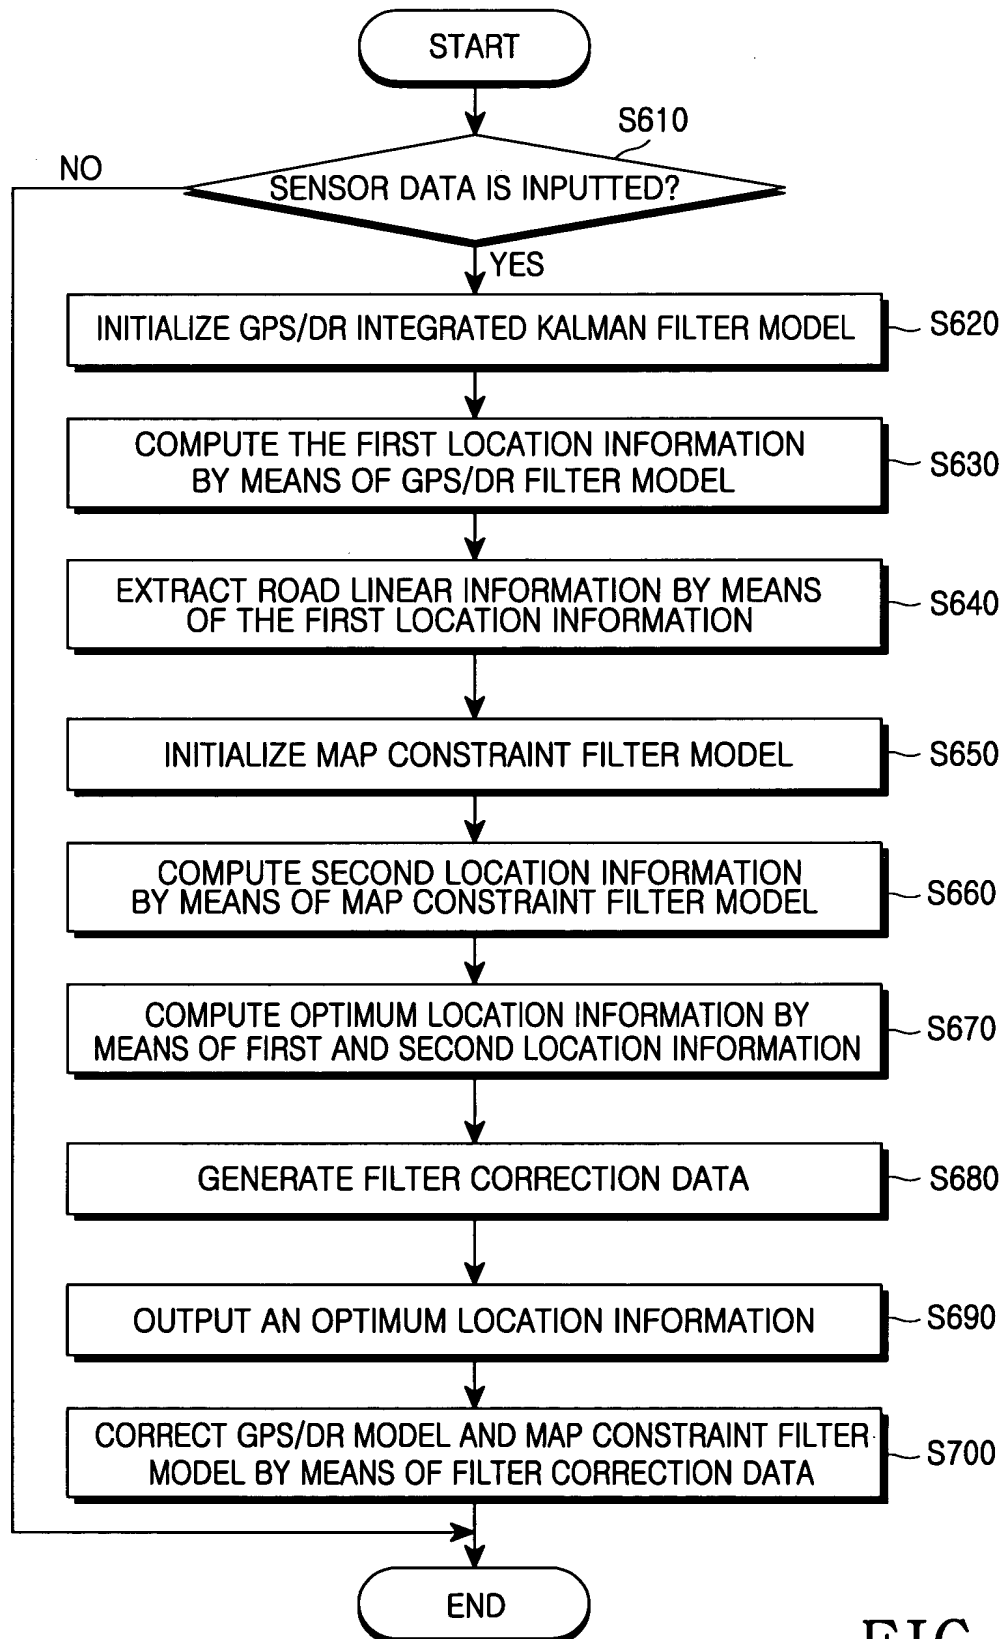 START
S610
NO
SENSOR DATA IS INPUTTED?
YES
INITIALIZE GPS/DR INTEGRATED KALMAN FILTER MODEL
S620
COMPUTE THE FIRST LOCATION INFORMATION
BY MEANS OF GPS/DR FILTER MODEL
S630
EXTRACT ROAD LINEAR INFORMATION BY MEANS
OF THE FIRST LOCATION INFORMATION
S640
INITIALIZE MAP CONSTRAINT FILTER MODEL
S650
COMPUTE SECOND LOCATION INFORMATION
BY MEANS OF MAP CONSTRAINT FILTER MODEL
S660
COMPUTE OPTIMUM LOCATION INFORMATION BY
MEANS OF FIRST AND SECOND LOCATION INFORMATION
S670
GENERATE FILTER CORRECTION DATA
S680
OUTPUT AN OPTIMUM LOCATION INFORMATION
S690
CORRECT GPS/DR MODEL AND MAP CONSTRAINT FILTER
MODEL BY MEANS OF FILTER CORRECTION DATA
S700
END